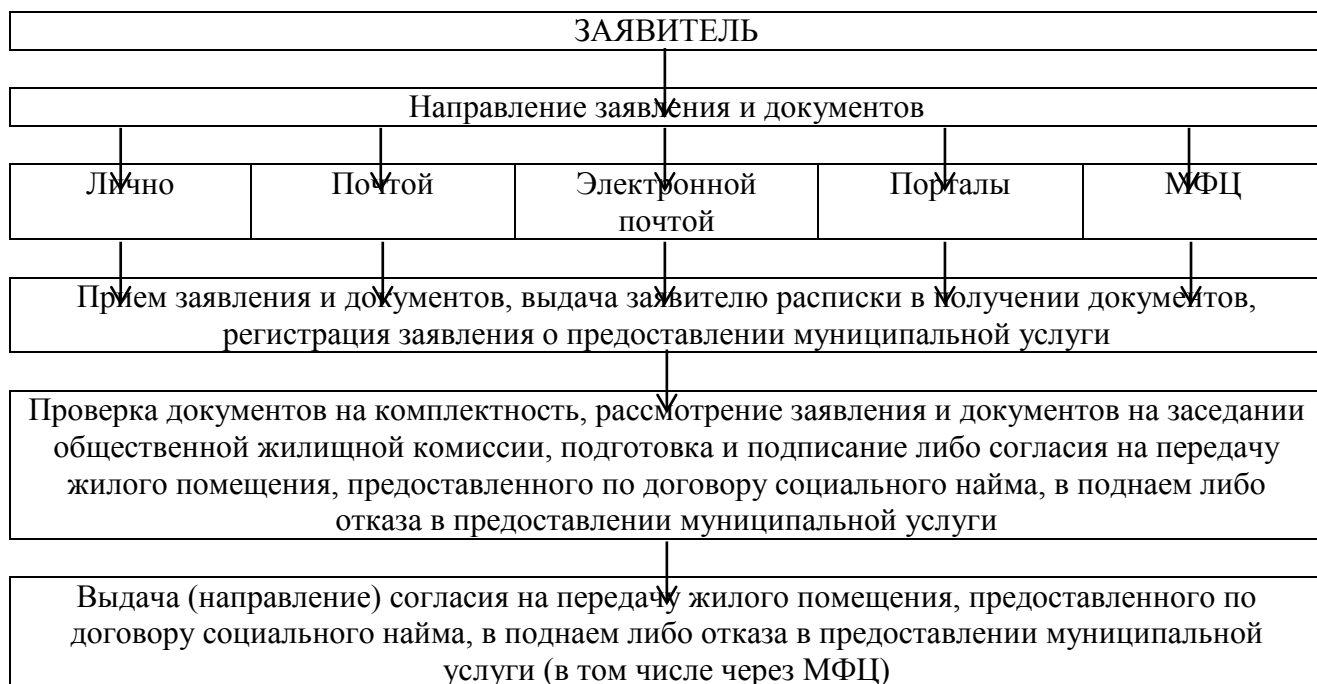 ЗАЯВИТЕЛЬ
Направление заявления и документов
Лично Почтой Электронной почтой Порталы МФЦ
Прием заявления и документов, выдача заявителю расписки в получении документов,
регистрация заявления о предоставлении муниципальной услуги
Проверка документов на комплектность, рассмотрение заявления и документов на заседании
общественной жилищной комиссии, подготовка и подписание либо согласия на передачу
жилого помещения, предоставленного по договору социального найма, в поднаем либо
отказа в предоставлении муниципальной услуги
Выдача (направление) согласия на передачу жилого помещения, предоставленного по
договору социального найма, в поднаем либо отказа в предоставлении муниципальной
услуги (в том числе через МФЦ)